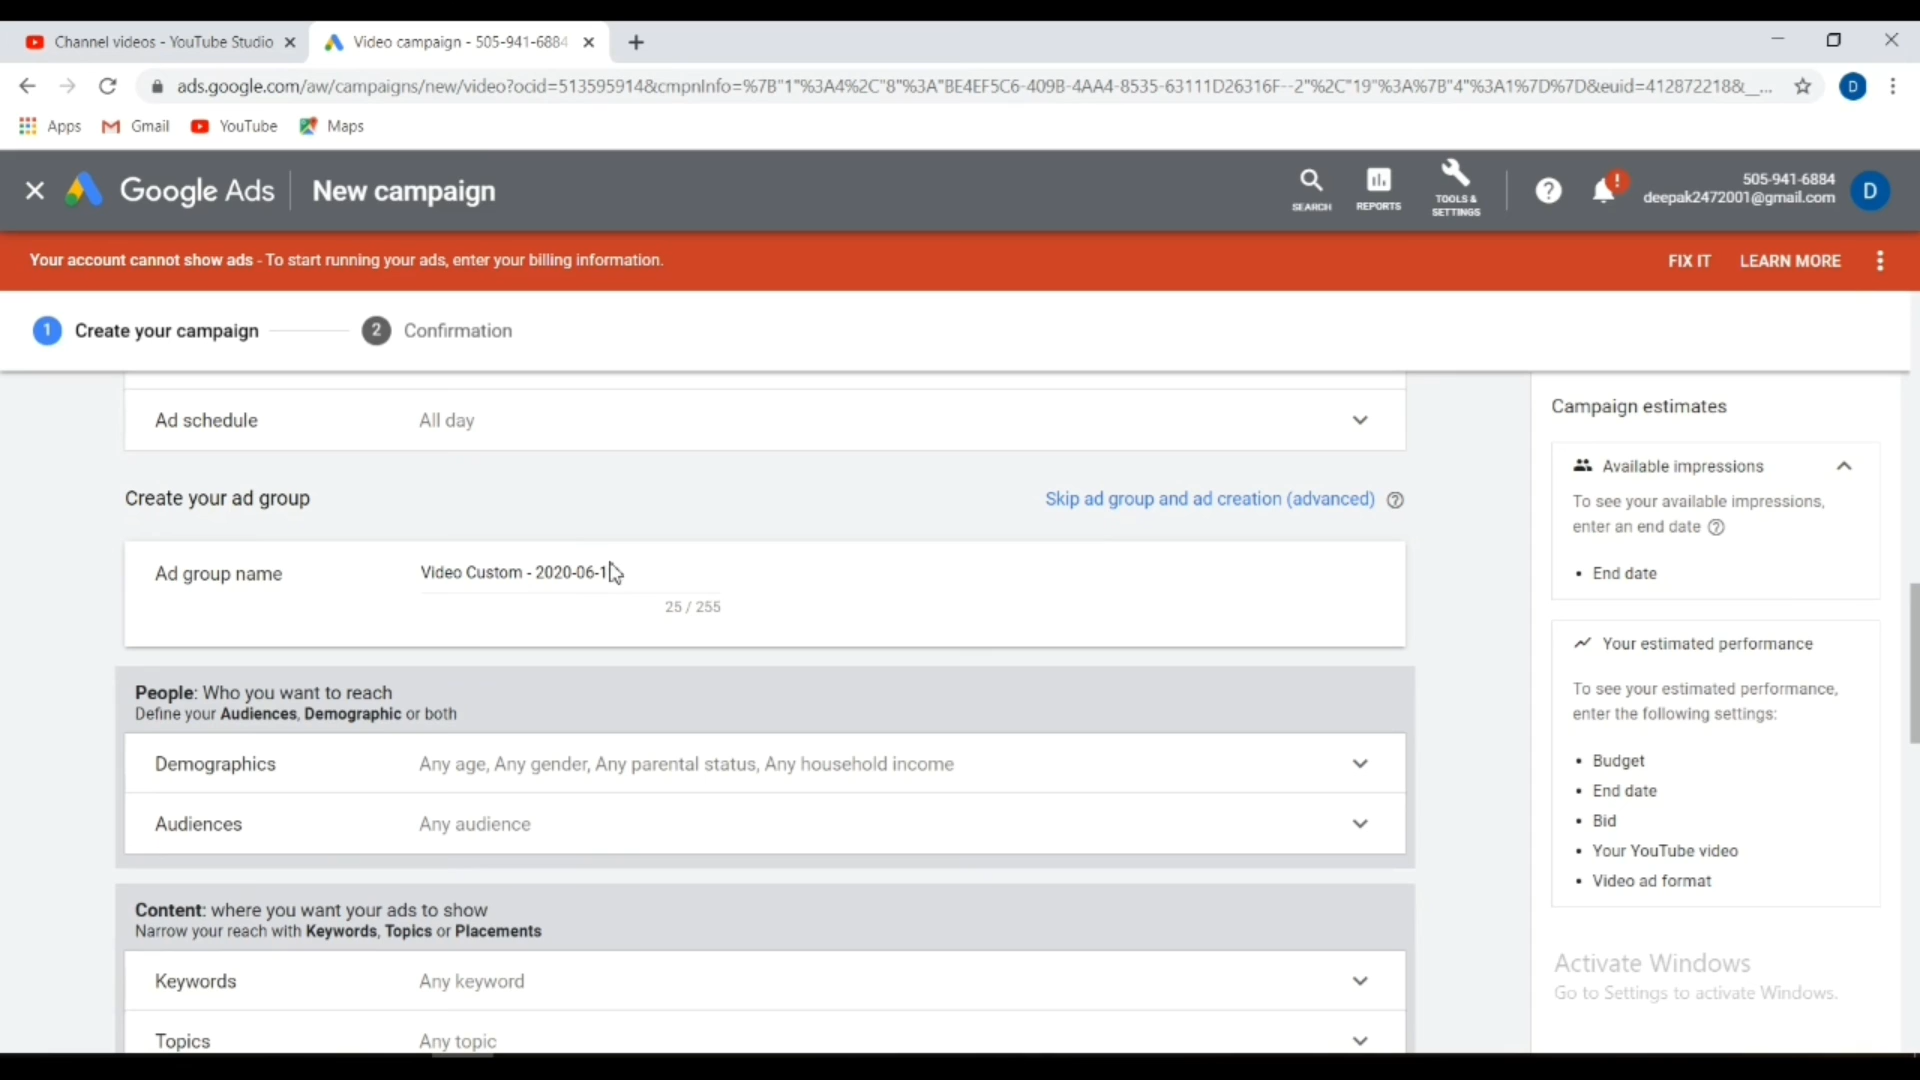 Channel videos - YouTube Studio
Video campaign - 505-941-6884
ads.google.com/aw/campaigns/new/video?ocid=513595914&cmpnInfo=%7B"1"%3A4%2C"8"%3A"BE4EF5C6-409B-4AA4-8535-63111D26316F--2"%2C"19"%3A%7B"4"%3A1%7D%7D&euid=412872218&__...
D
Apps
Gmail
YouTube
Maps
Google Ads
New campaign
SEARCH
REPORTS
TOOLS & SETTINGS
505-941-6884
deepak2472001@gmail.com
D
Your account cannot show ads - To start running your ads, enter your billing information.
FIX IT
LEARN MORE
1 Create your campaign
2 Confirmation
Ad schedule
All day
Create your ad group
Skip ad group and ad creation (advanced)
Ad group name
Video Custom - 2020-06-1
25 / 255
People: Who you want to reach
Define your Audiences, Demographic or both
Demographics
Any age, Any gender, Any parental status, Any household income
Audiences
Any audience
Content: where you want your ads to show
Narrow your reach with Keywords, Topics or Placements
Keywords
Any keyword
Topics
Any topic
Campaign estimates
Available impressions
To see your available impressions,
enter an end date
• End date
Your estimated performance
To see your estimated performance,
enter the following settings:
• Budget
• End date
• Bid
• Your YouTube video
• Video ad format
Activate Windows
Go to Settings to activate Windows.